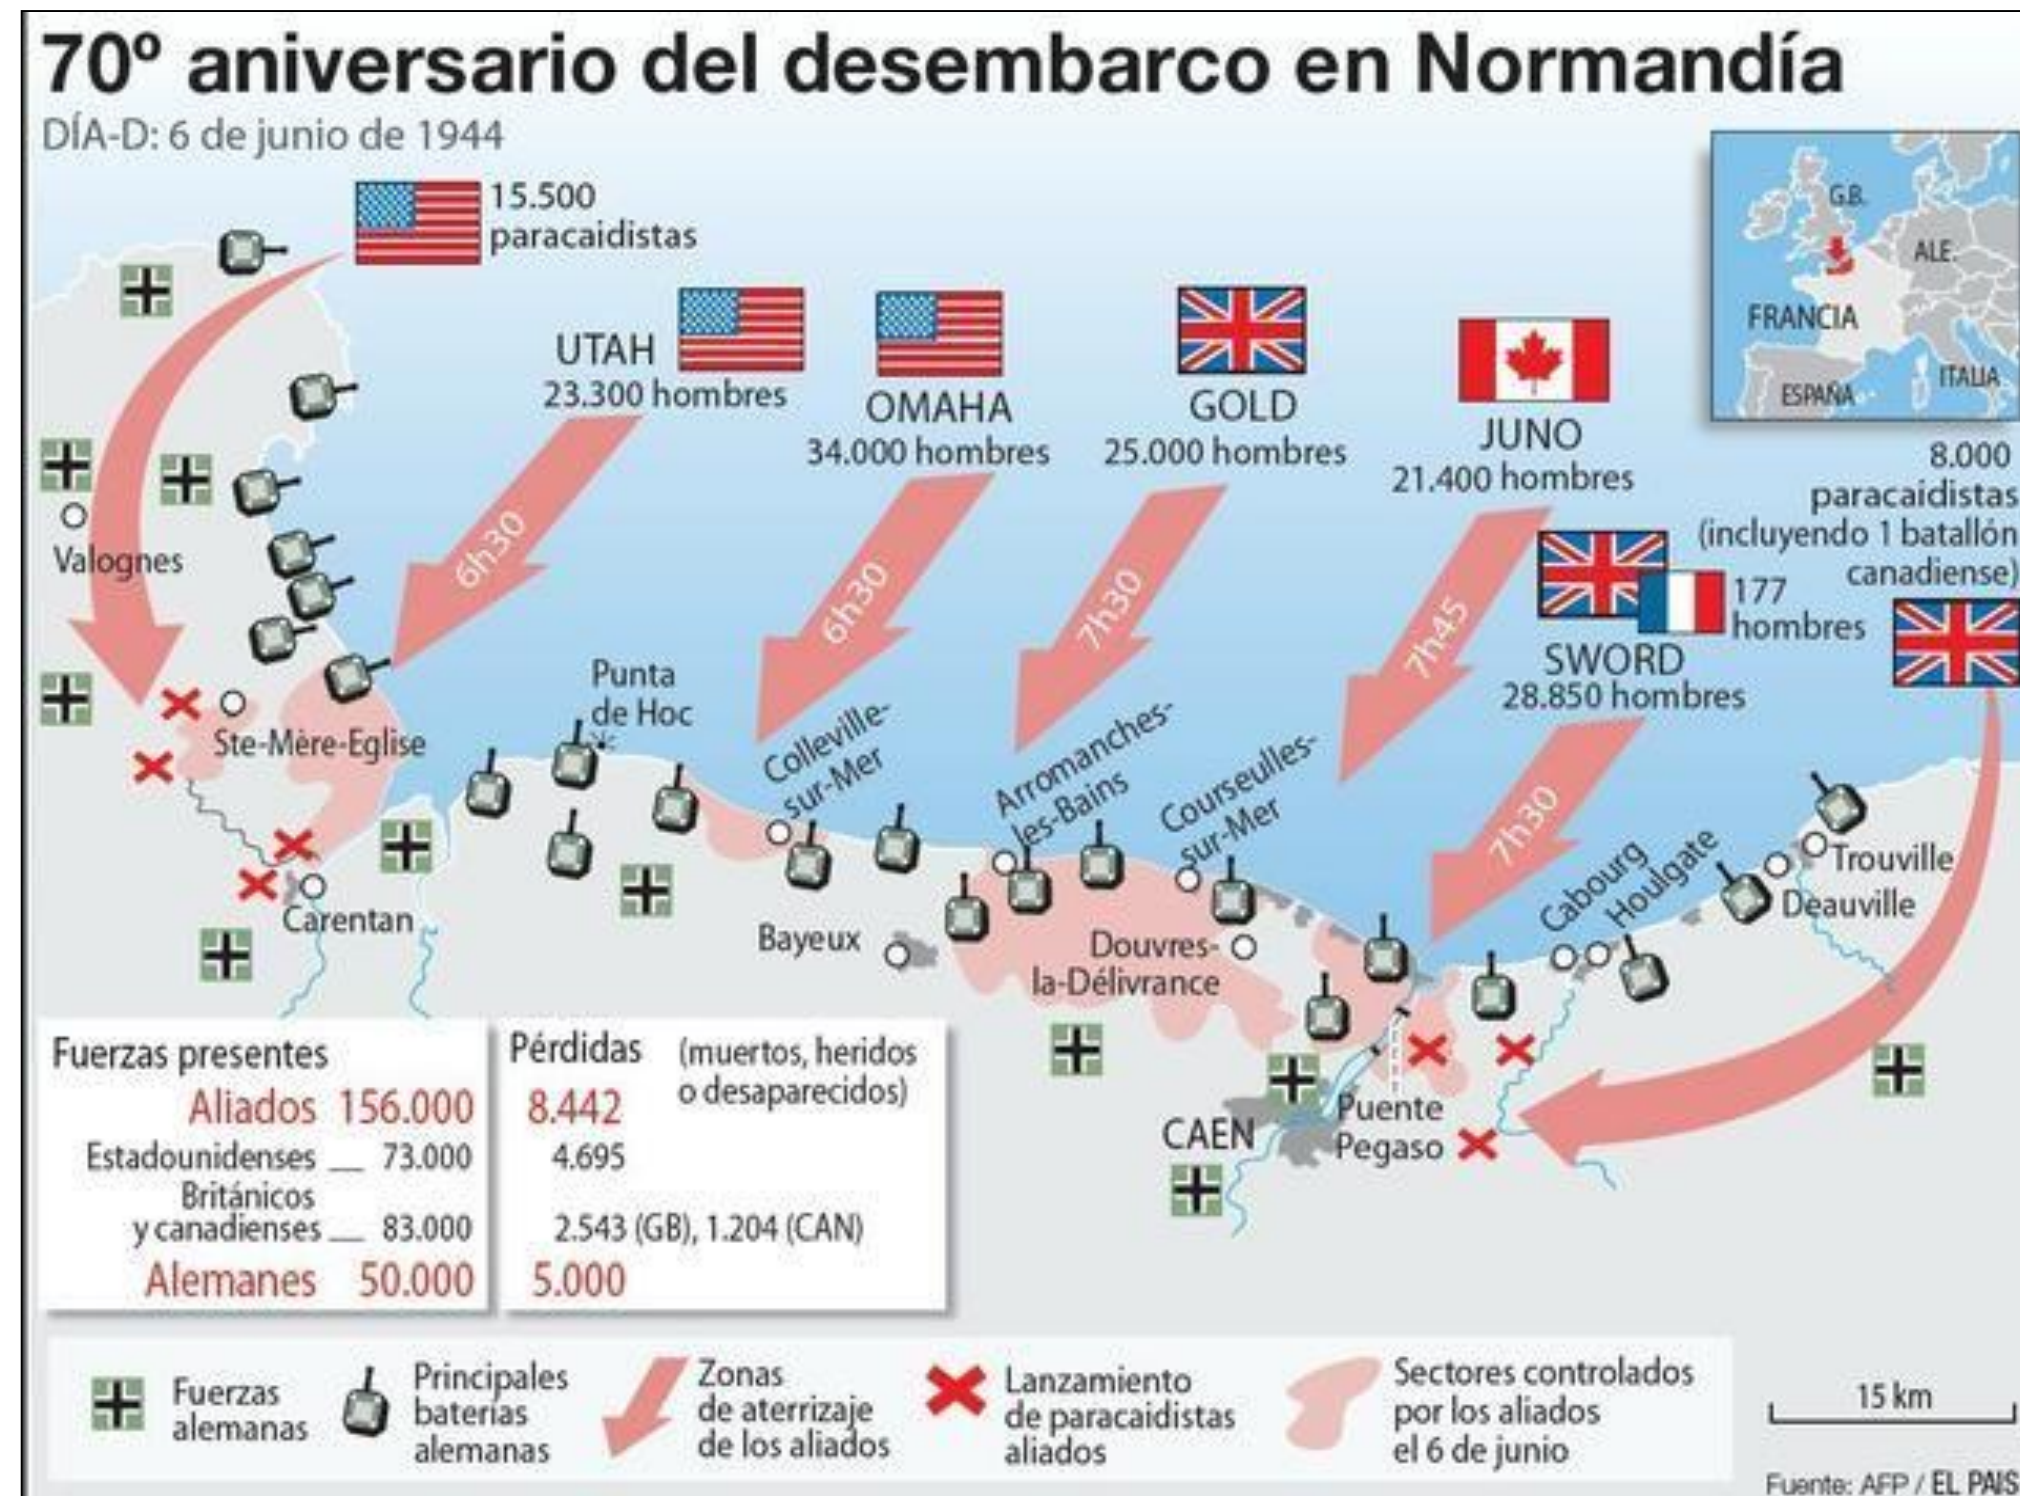 70º aniversario del desembarco en Normandía
DÍA-D: 6 de junio de 1944
15.500
paracaidistas
UTAH
23.300 hombres
OMAHA
34.000 hombres
GOLD
25.000 hombres
JUNO
21.400 hombres
G.B.
ALE.
FRANCIA
ITALIA
ESPAÑA
8.000
paracaidistas
(incluyendo 1 batallón
canadiense)
177
hombres
SWORD
28.850 hombres
6h30
6h30
7h30
7h45
7h30
Valognes
Ste-Mère-Eglise
Carentan
Punta
de Hoc
Colleville-
sur-Mer
Bayeux
Arromanches-
les-Bains
Courseulles-
sur-Mer
Douvres-
la-Délivrance
Cabourg
Houlgate
Trouville
Deauville
CAEN
Puente
Pegaso
Fuerzas presentes
Aliados 156.000
Estadounidenses __ 73.000
Británicos
y canadienses __ 83.000
Alemanes 50.000
Pérdidas (muertos, heridos
o desaparecidos)
8.442
4.695
2.543 (GB), 1.204 (CAN)
5.000
Fuerzas
alemanas
Principales
baterías
alemanas
Zonas
de aterrizaje
de los aliados
Lanzamiento
de paracaidistas
aliados
Sectores controlados
por los aliados
el 6 de junio
15 km
Fuente: AFP / EL PAIS